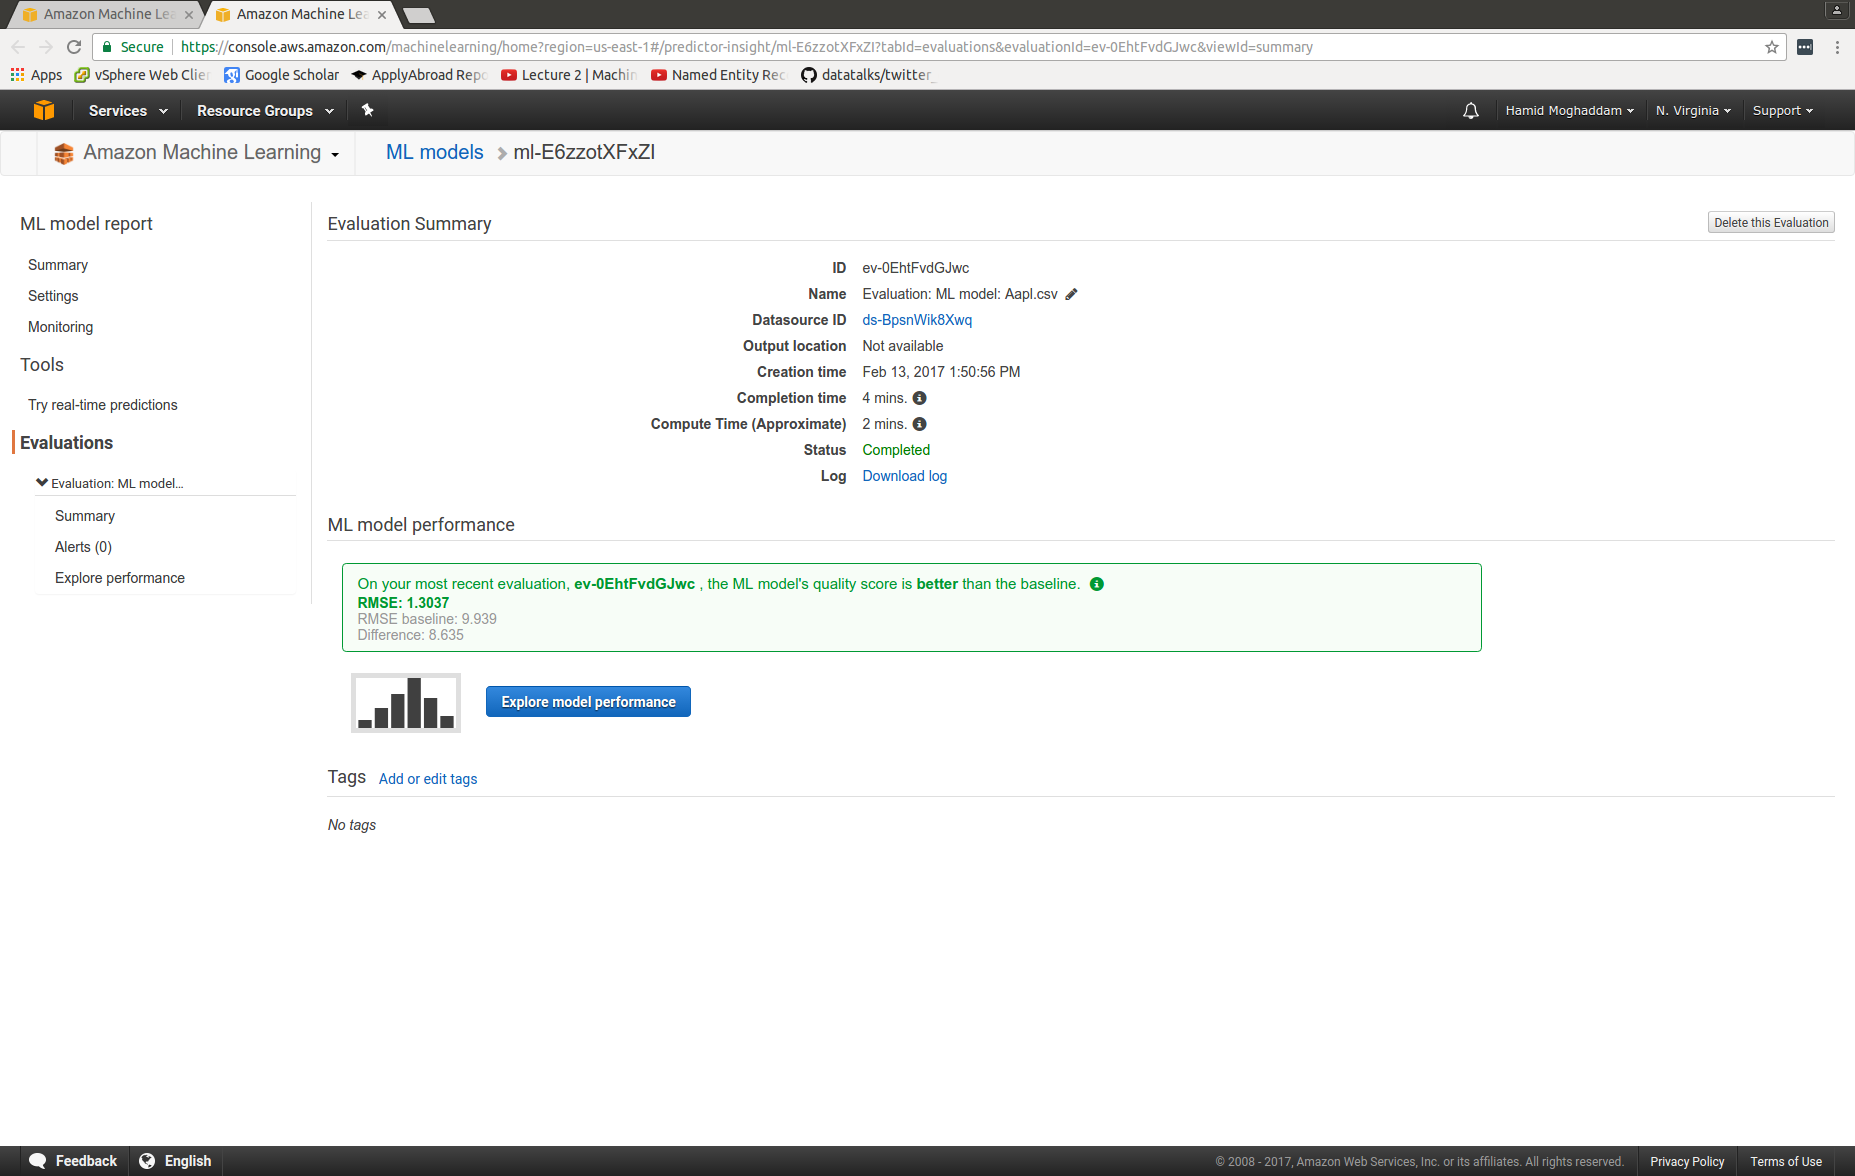 Amazon Machine Lea
Amazon Machine Lea
Secure https://console.aws.amazon.com/machinelearning/home?region=us-east-1#/predictor-insight/ml-E6zzotXFxZI?tabId=evaluations&evaluationId=ev-0EhtFvdGJwc&viewId=summary
Apps vSphere Web Clier Google Scholar ApplyAbroad Repo Lecture 2 | Machin Named Entity Rec datatalks/twitter_
Services Resource Groups Hamid Moghaddam N. Virginia Support
Amazon Machine Learning ML models ml-E6zzotXFxZI
ML model report
Summary
Settings
Monitoring
Tools
Try real-time predictions
Evaluations
Evaluation: ML model...
Summary
Alerts (0)
Explore performance
Evaluation Summary
Delete this Evaluation
ID ev-0EhtFvdGJwc
Name Evaluation: ML model: Aapl.csv
Datasource ID ds-BpsnWik8Xwq
Output location Not available
Creation time Feb 13, 2017 1:50:56 PM
Completion time 4 mins.
Compute Time (Approximate) 2 mins.
Status Completed
Log Download log
ML model performance
On your most recent evaluation, ev-0EhtFvdGJwc , the ML model's quality score is better than the baseline.
RMSE: 1.3037
RMSE baseline: 9.939
Difference: 8.635
Explore model performance
Tags Add or edit tags
No tags
Feedback English © 2008 - 2017, Amazon Web Services, Inc. or its affiliates. All rights reserved. Privacy Policy Terms of Use